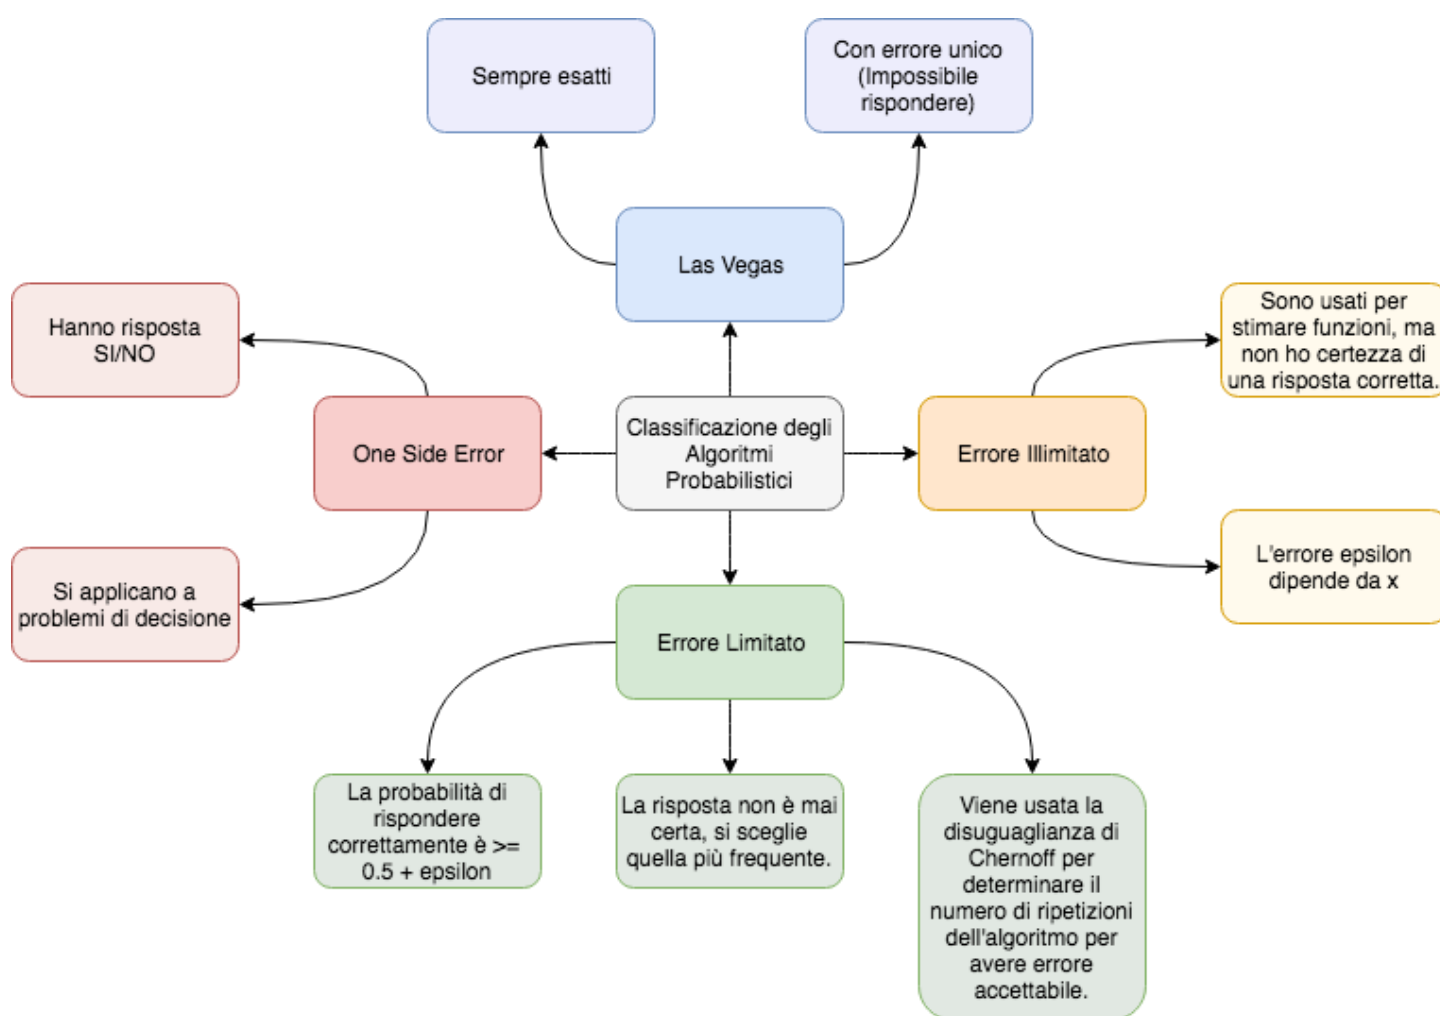 Sempre esatti
Con errore unico
(Impossibile
rispondere)
Las Vegas
Hanno risposta
SI/NO
Sono usati per
stimare funzioni, ma
non ho certezza di
una risposta corretta.
One Side Error
Classificazione degli
Algoritmi
Probabilistici
Errore Illimitato
Si applicano a
problemi di decisione
L'errore epsilon
dipende da x
Errore Limitato
La probabilità di
rispondere
correttamente è >=
0.5 + epsilon
La risposta non è mai
certa, si sceglie
quella più frequente.
Viene usata la
disuguaglianza di
Chernoff per
determinare il
numero di ripetizioni
dell'algoritmo per
avere errore
accettabile.